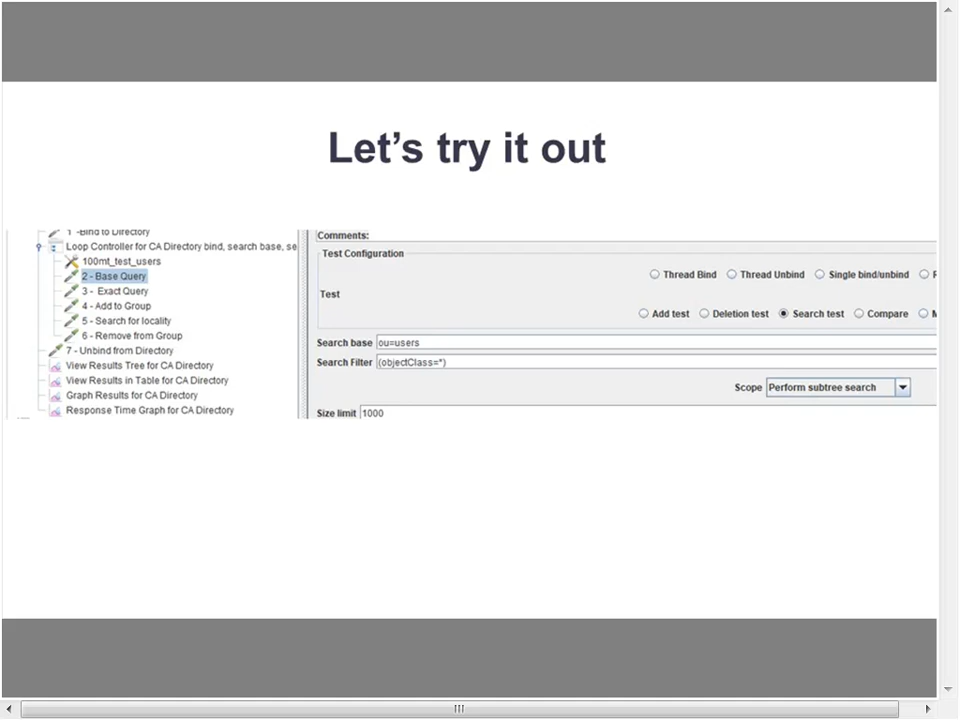 Let's try it out
1 -Bind to Directory
Loop Controller for CA Directory bind, search base, se
100mt_test_users
2 - Base Query
3 - Exact Query
4 - Add to Group
5 - Search for locality
6 - Remove from Group
7 - Unbind from Directory
View Results Tree for CA Directory
View Results in Table for CA Directory
Graph Results for CA Directory
Response Time Graph for CA Directory
Comments:
Test Configuration
Thread Bind Thread Unbind Single bind/unbind
Test
Add test Deletion test Search test Compare
Search base ou=users
Search Filter (objectClass=*)
Scope Perform subtree search
Size limit 1000